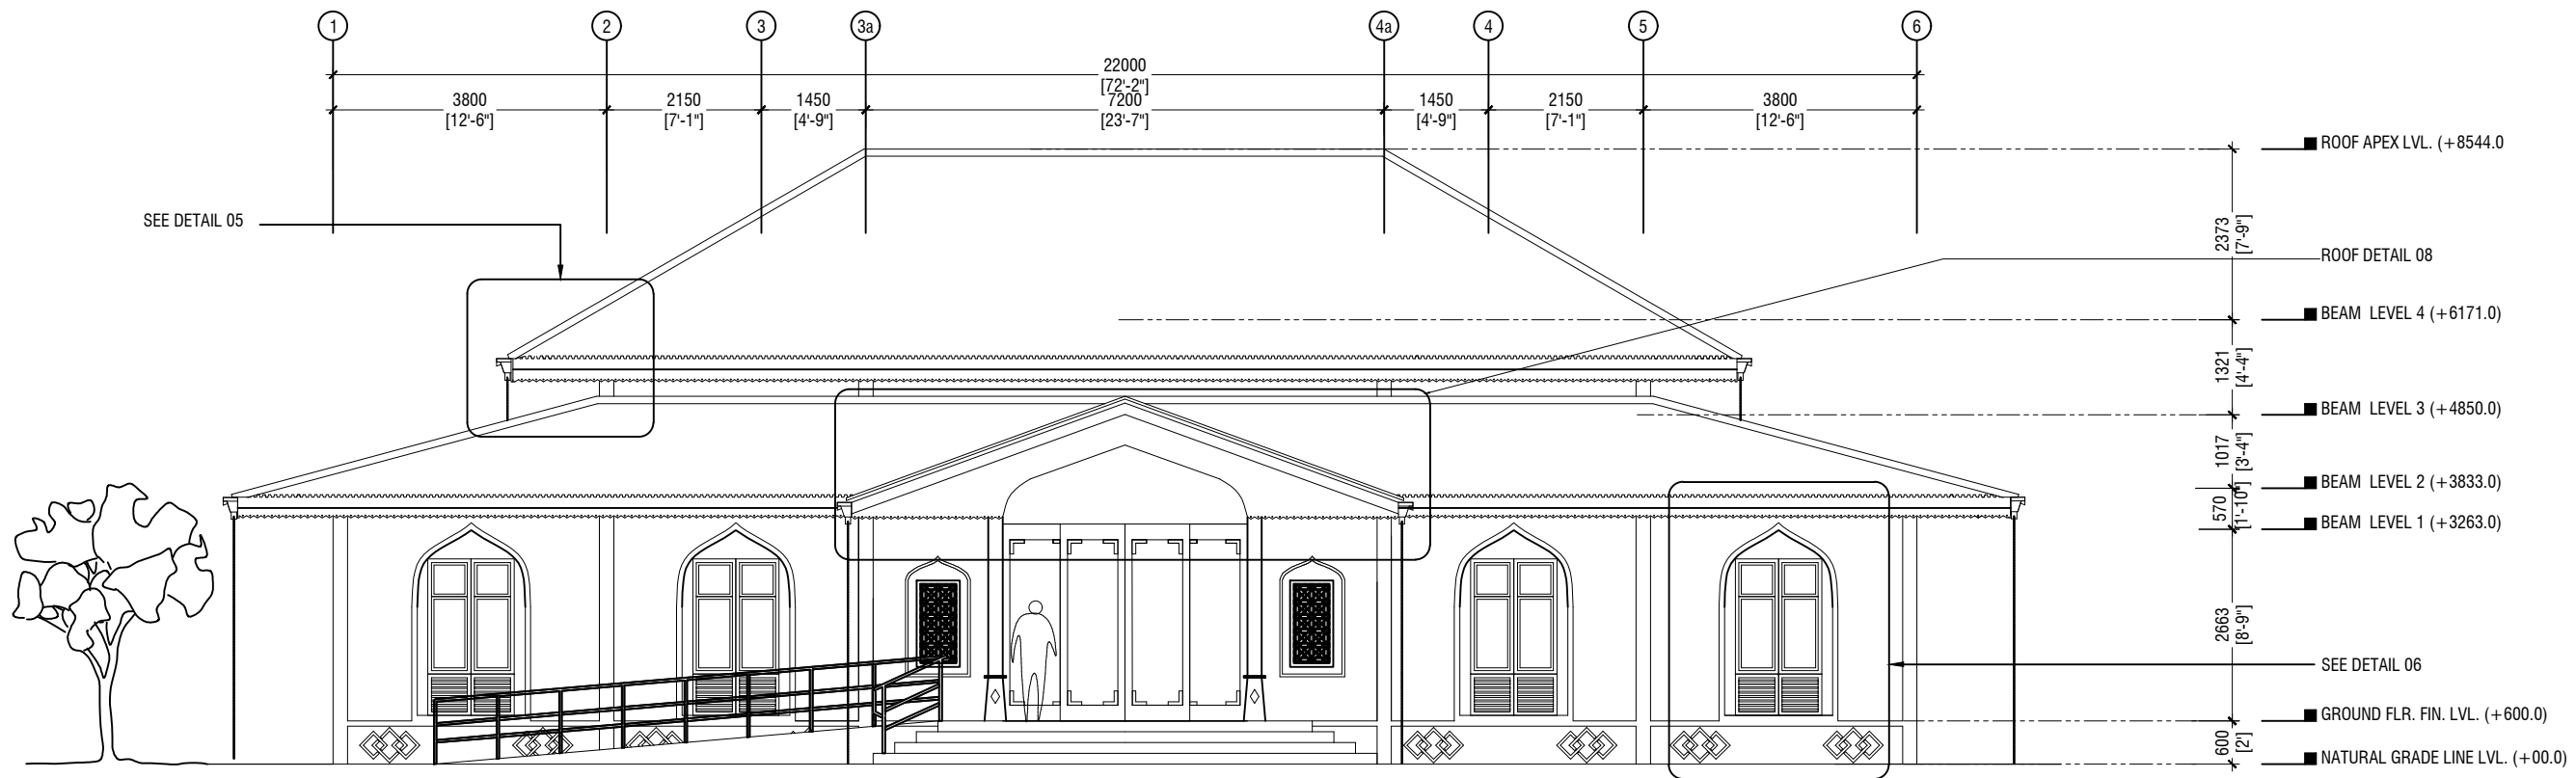 1 2 3 3a 4a 4 5 6
22000
[72'-2"]
3800 2150 1450 7200 1450 2150 3800
[12'-6"] [7'-1"] [4'-9"] [23'-7"] [4'-9"] [7'-1"] [12'-6"]
ROOF APEX LVL. (+8544.0
SEE DETAIL 05
2373
[7'-9"]
ROOF DETAIL 08
BEAM LEVEL 4 (+6171.0)
1321
[4'-4"]
BEAM LEVEL 3 (+4850.0)
1017
[3'-4"]
BEAM LEVEL 2 (+3833.0)
570
[1'-10"]
BEAM LEVEL 1 (+3263.0)
2663
[8'-9"]
SEE DETAIL 06
GROUND FLR. FIN. LVL. (+600.0)
600
[2']
NATURAL GRADE LINE LVL. (+00.0)